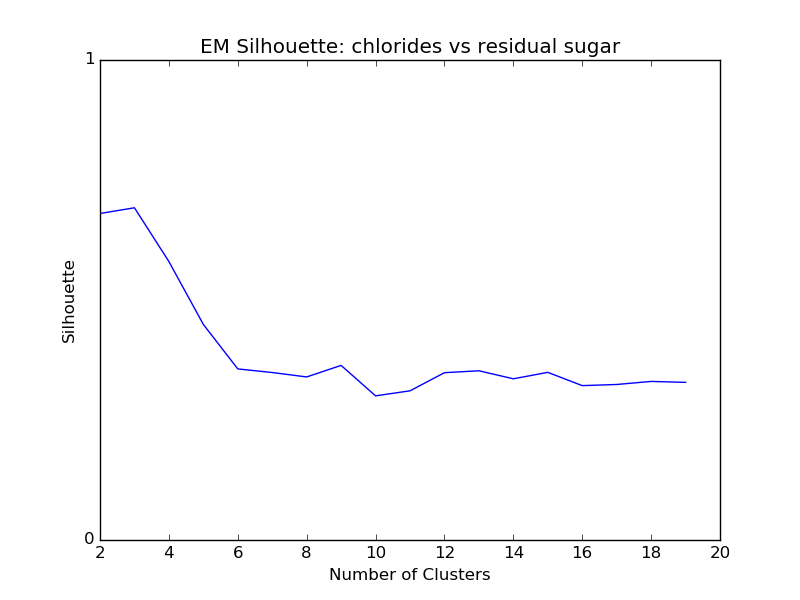 EM Silhouette: chlorides vs residual sugar
1
Silhouette
0
2 4 6 8 10 12 14 16 18 20
Number of Clusters